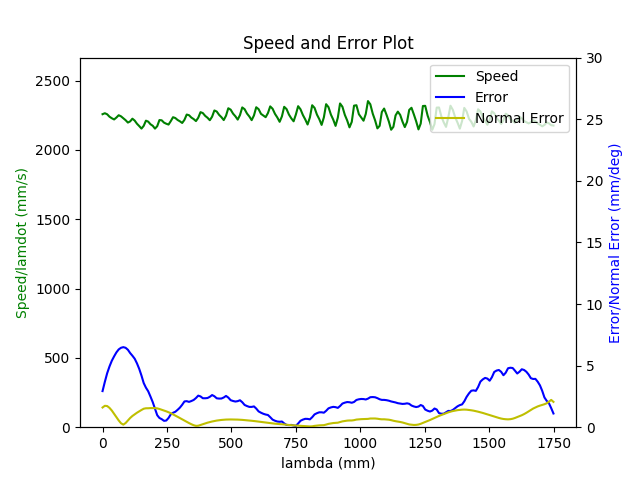 Speed and Error Plot
Speed/lamdot (mm/s)
2500
2000
1500
1000
500
0
Speed
Error
Normal Error
30
25
20
15
10
5
0
Error/Normal Error (mm/deg)
0 250 500 750 1000 1250 1500 1750
lambda (mm)